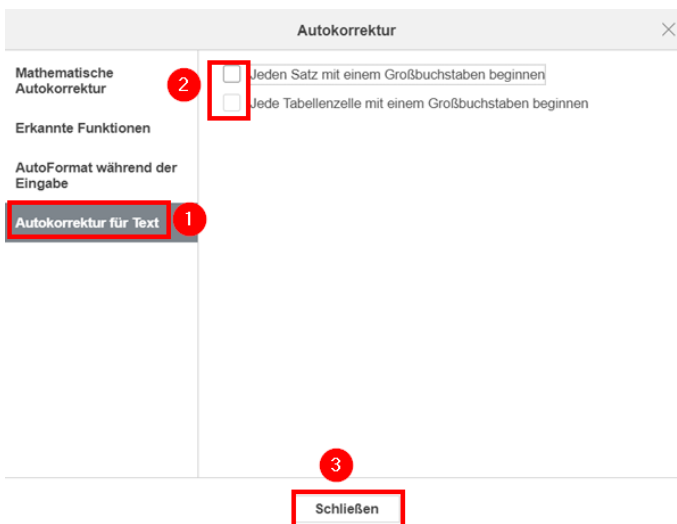 Autokorrektur
Mathematische
Autokorrektur
Erkannte Funktionen
AutoFormat während der
Eingabe
Autokorrektur für Text
1
2
Jeden Satz mit einem Großbuchstaben beginnen
Jede Tabellenzelle mit einem Großbuchstaben beginnen
3
Schließen